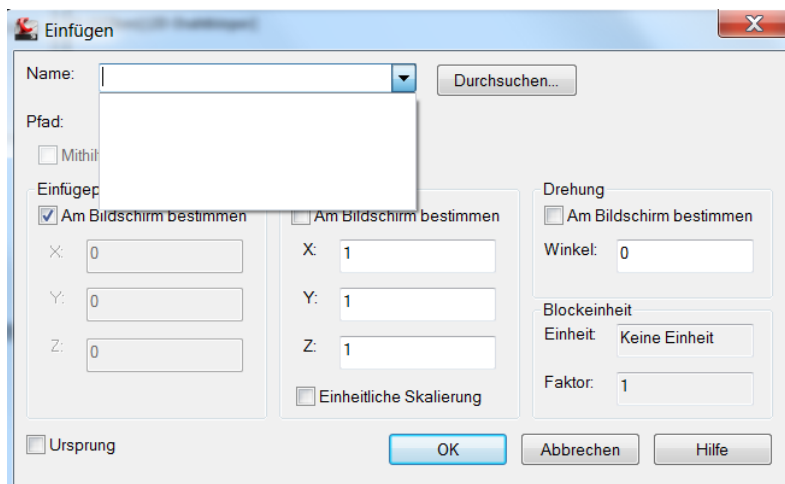 Einfügen
Name:
Durchsuchen...
Pfad:
Einfügep
Drehung
Am Bildschirm bestimmen
Am Bildschirm bestimmen
Am Bildschirm bestimmen
X: 0
X: 1
Winkel: 0
Y: 0
Y: 1
Blockeinheit
Z: 0
Z: 1
Einheit: Keine Einheit
Faktor: 1
Einheitliche Skalierung
Ursprung
OK
Abbrechen
Hilfe